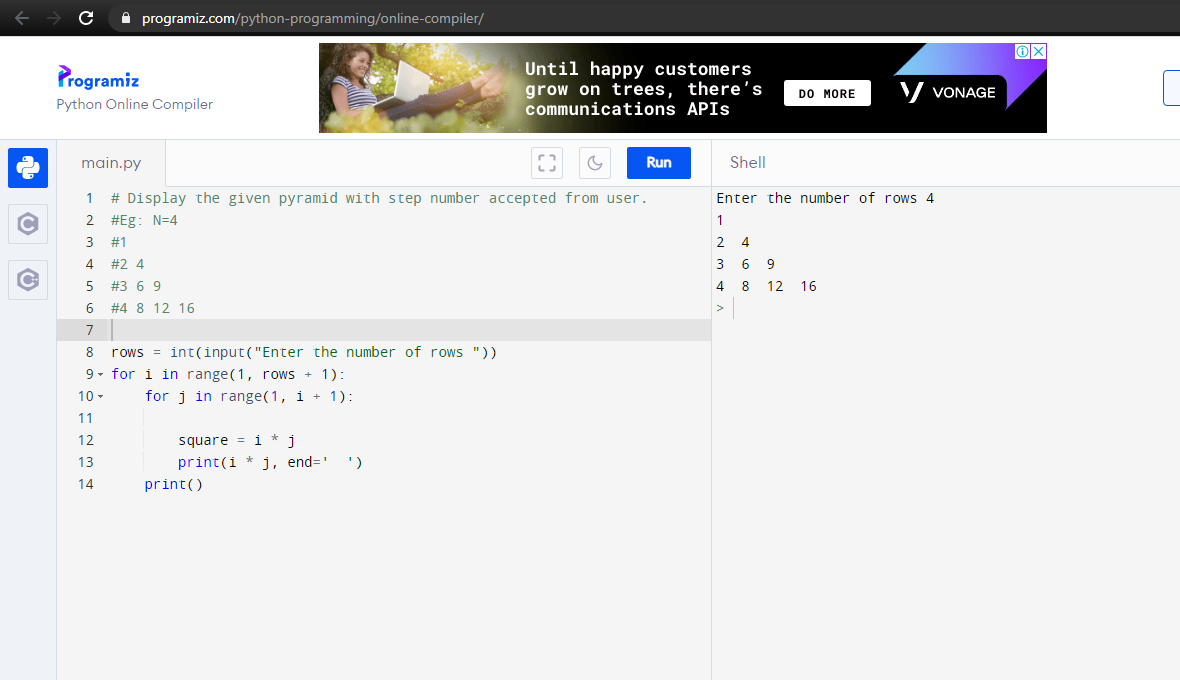 programiz.com/python-programming/online-compiler/
Programiz
Python Online Compiler
Until happy customers
grow on trees, there's
communications APIs
DO MORE
VONAGE
main.py
Run
Shell
1 # Display the given pyramid with step number accepted from user.
2 #Eg: N=4
3 #1
4 #2 4
5 #3 6 9
6 #4 8 12 16
7
8 rows = int(input("Enter the number of rows "))
9 for i in range(1, rows + 1):
10     for j in range(1, i + 1):
11
12         square = i * j
13         print(i * j, end='  ')
14     print()
Enter the number of rows 4
1
2  4
3  6  9
4  8  12  16
>